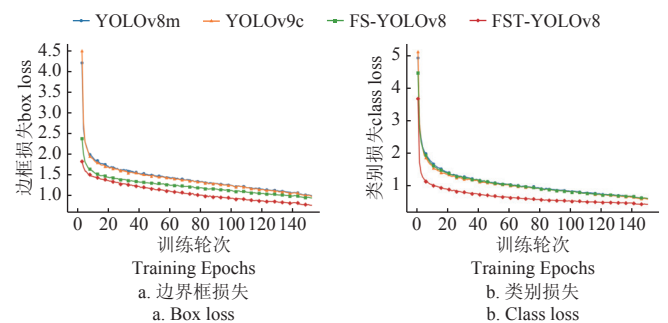 YOLOv8m YOLOv9c FS-YOLOv8 FST-YOLOv8
边框损失box loss
4.5
4.0
3.5
3.0
2.5
2.0
1.5
1.0
0 20 40 60 80 100 120 140
训练轮次
Training Epochs
a. 边界框损失
a. Box loss
类别损失class loss
5
4
3
2
1
0 20 40 60 80 100 120 140
训练轮次
Training Epochs
b. 类别损失
b. Class loss